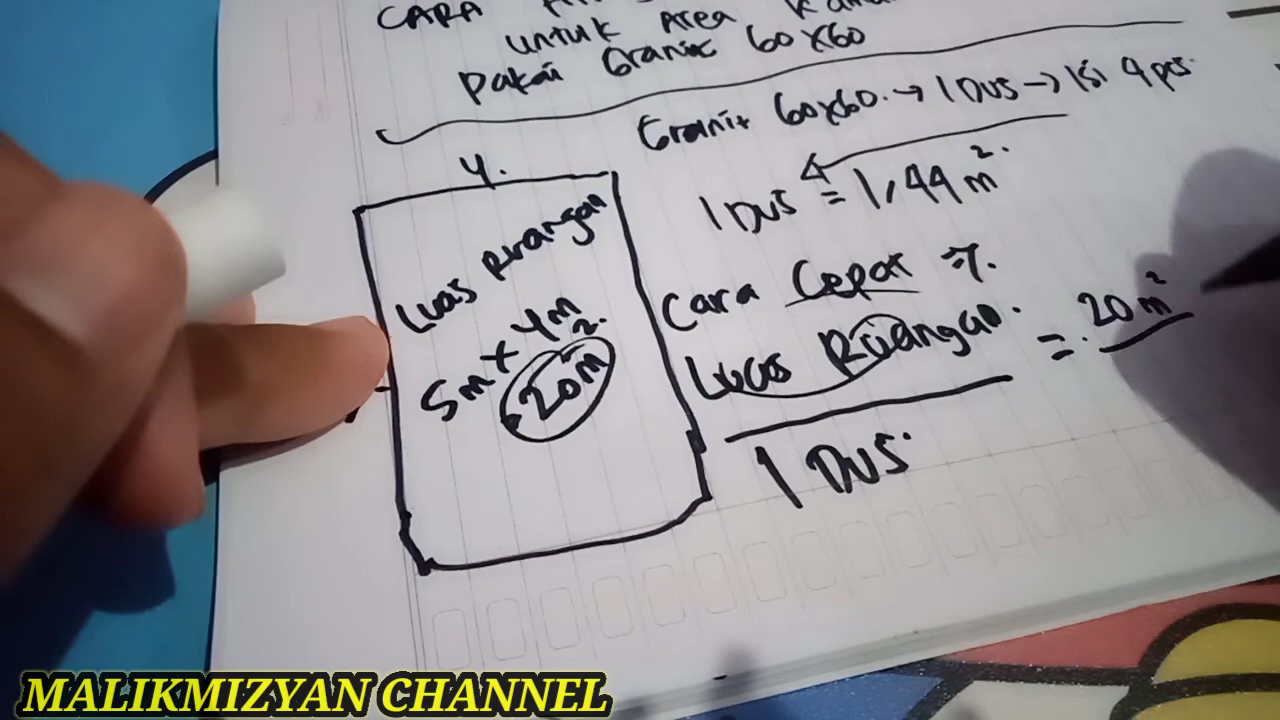 CARA
untuk Area
Pakai Granit 60x60
Granit 60x60. → 1 DUS → isi 4 pcs.
1 DUS = 1,44 m²
4.
Luas Ruangan
5m x 4m
20m².
Cara Cepat =>.
Luas Ruangan. = 20 m²
1 DUS.
MALIKMIZYAN CHANNEL